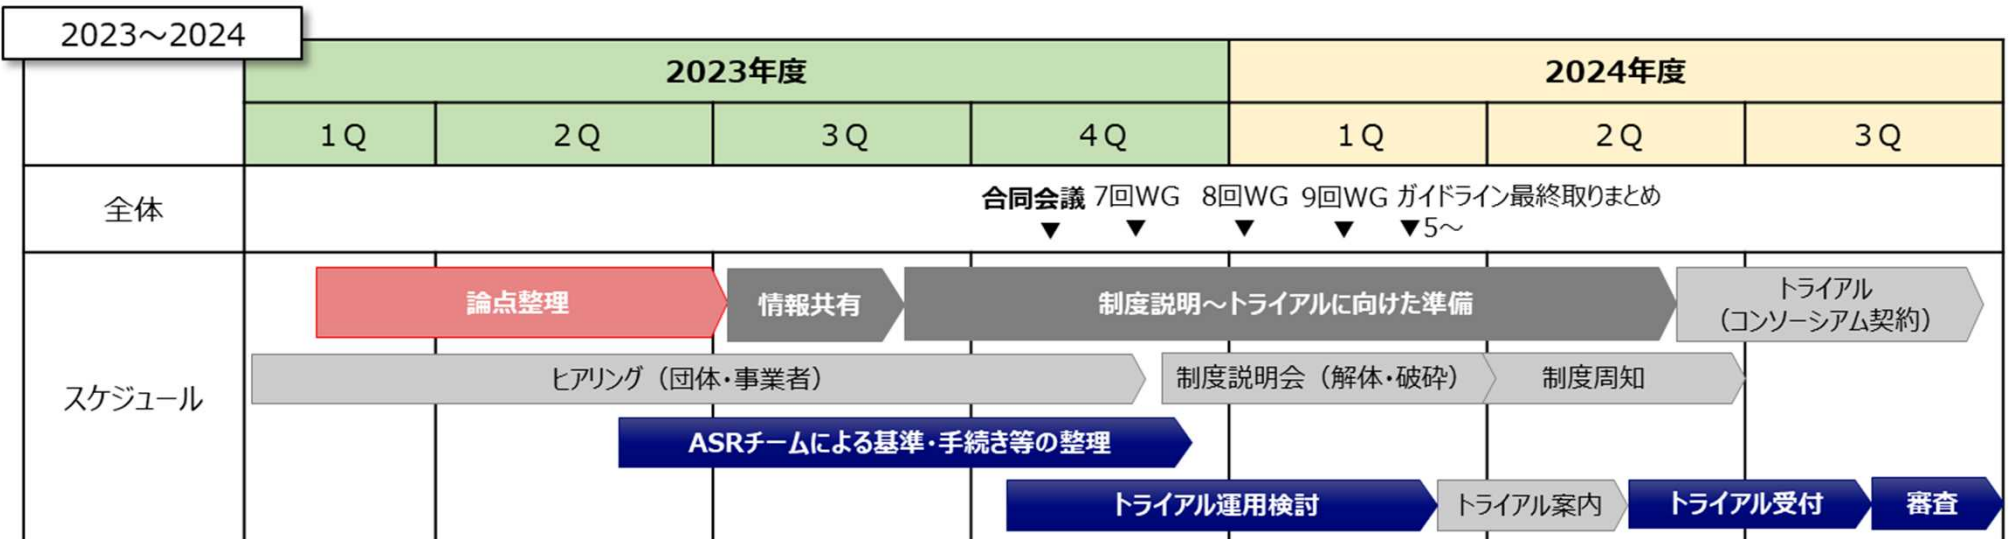 2023～2024
2023年度
2024年度
1Q
2Q
3Q
4Q
1Q
2Q
3Q
全体
合同会議
7回WG
8回WG
9回WG
ガイドライン最終取りまとめ
▼
▼
▼
▼
▼5～
スケジュール
論点整理
情報共有
制度説明～トライアルに向けた準備
トライアル
（コンソーシアム契約）
ヒアリング（団体・事業者）
制度説明会（解体・破砕）
制度周知
ASRチームによる基準・手続き等の整理
トライアル運用検討
トライアル案内
トライアル受付
審査